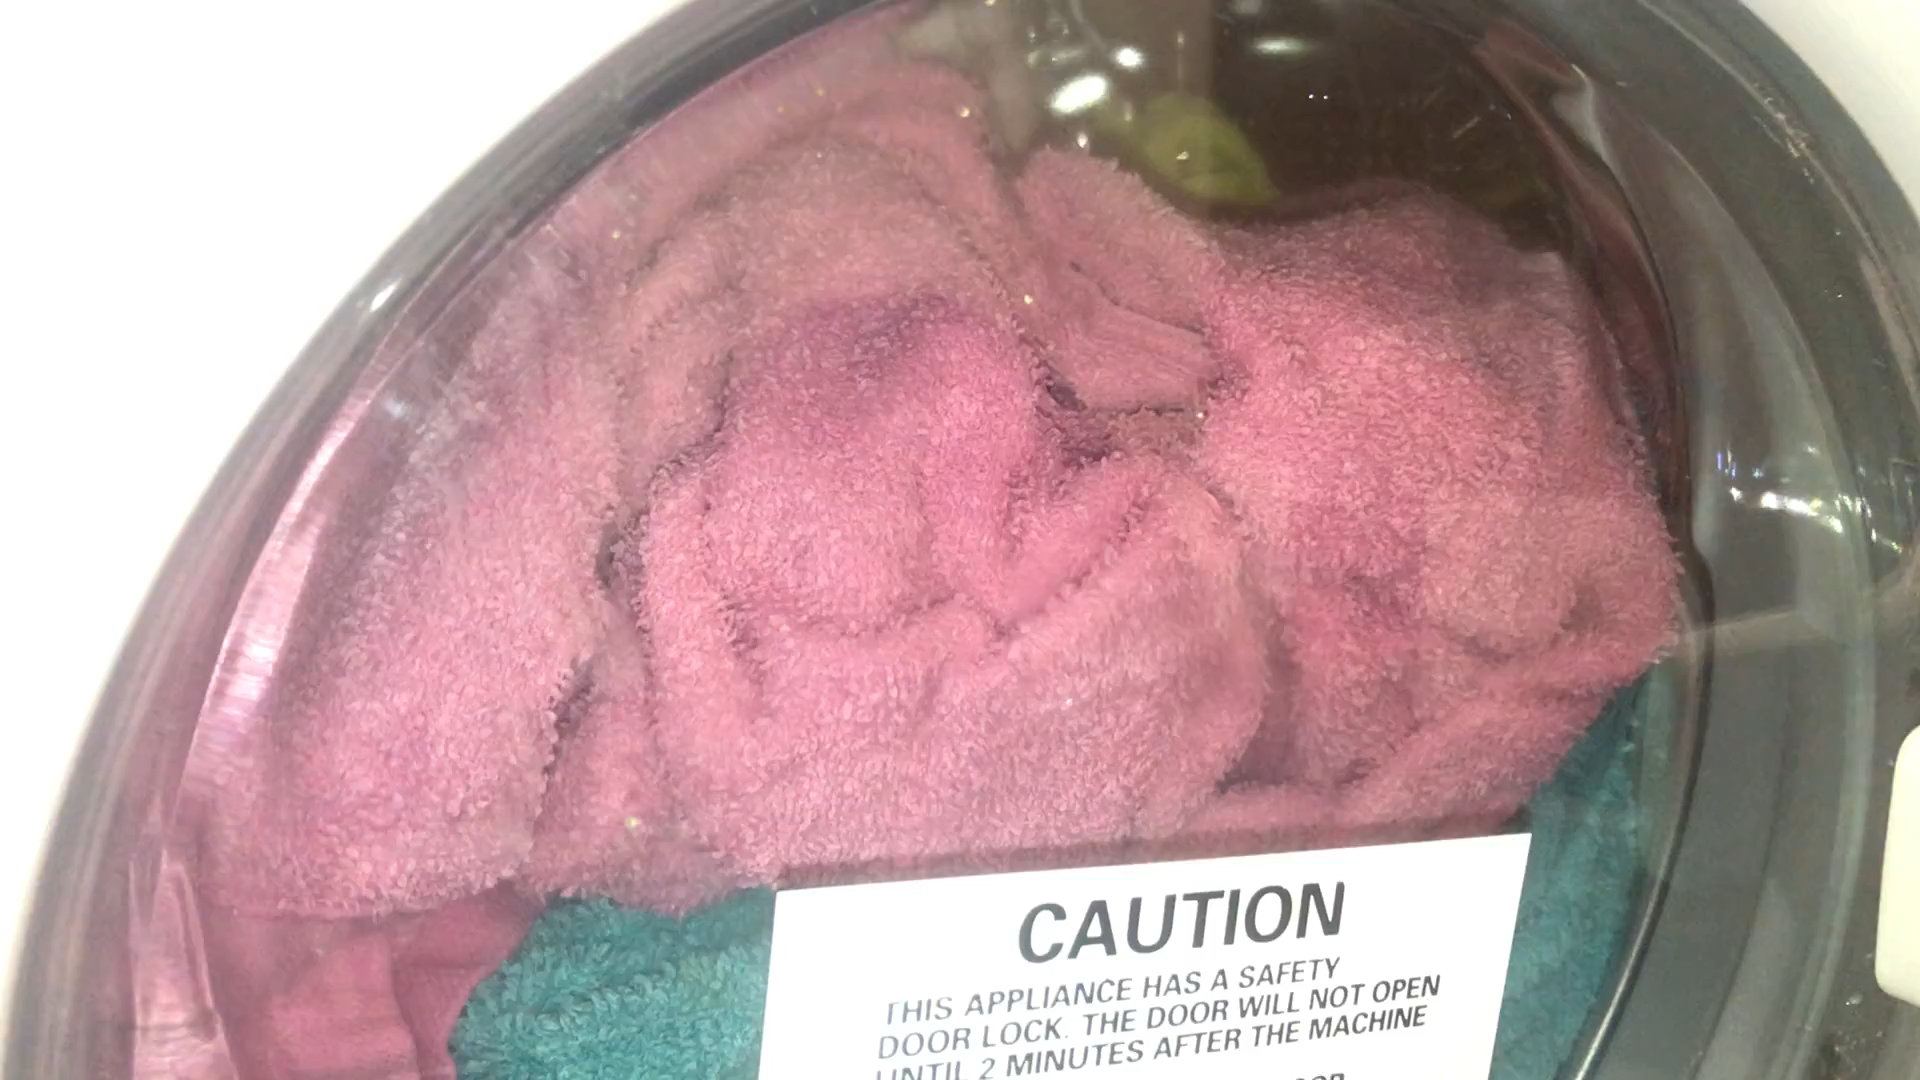 CAUTION
THIS APPLIANCE HAS A SAFETY
DOOR LOCK. THE DOOR WILL NOT OPEN
UNTIL 2 MINUTES AFTER THE MACHINE